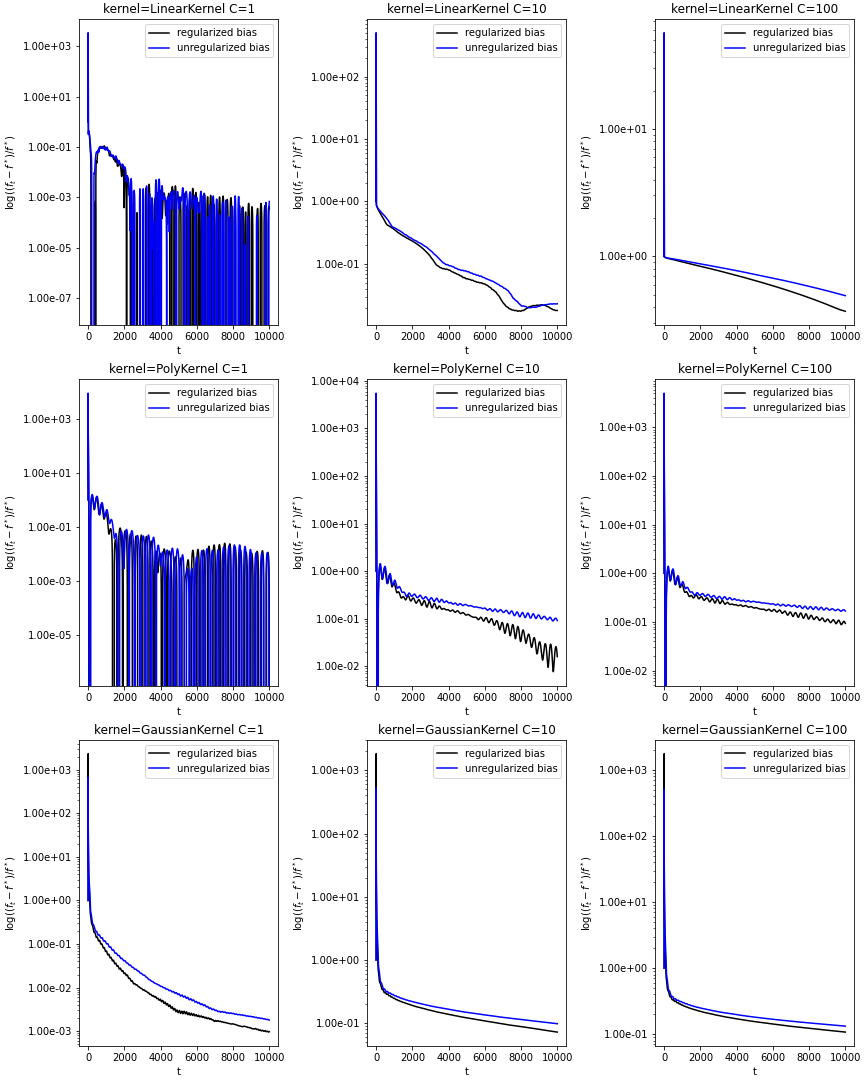 kernel=LinearKernel C=1
regularized bias
unregularized bias
1.00e+03
1.00e+01
1.00e-01
1.00e-03
1.00e-05
1.00e-07
log((f_t − f*)/f*)
0 2000 4000 6000 8000 10000
t
kernel=LinearKernel C=10
regularized bias
unregularized bias
1.00e+02
1.00e+01
1.00e+00
1.00e-01
log((f_t − f*)/f*)
0 2000 4000 6000 8000 10000
t
kernel=LinearKernel C=100
regularized bias
unregularized bias
1.00e+01
1.00e+00
log((f_t − f*)/f*)
0 2000 4000 6000 8000 10000
t
kernel=PolyKernel C=1
regularized bias
unregularized bias
1.00e+03
1.00e+01
1.00e-01
1.00e-03
1.00e-05
log((f_t − f*)/f*)
0 2000 4000 6000 8000 10000
t
kernel=PolyKernel C=10
regularized bias
unregularized bias
1.00e+04
1.00e+03
1.00e+02
1.00e+01
1.00e+00
1.00e-01
1.00e-02
log((f_t − f*)/f*)
0 2000 4000 6000 8000 10000
t
kernel=PolyKernel C=100
regularized bias
unregularized bias
1.00e+03
1.00e+02
1.00e+01
1.00e+00
1.00e-01
1.00e-02
log((f_t − f*)/f*)
0 2000 4000 6000 8000 10000
t
kernel=GaussianKernel C=1
regularized bias
unregularized bias
1.00e+03
1.00e+02
1.00e+01
1.00e+00
1.00e-01
1.00e-02
1.00e-03
log((f_t − f*)/f*)
0 2000 4000 6000 8000 10000
t
kernel=GaussianKernel C=10
regularized bias
unregularized bias
1.00e+03
1.00e+02
1.00e+01
1.00e+00
1.00e-01
log((f_t − f*)/f*)
0 2000 4000 6000 8000 10000
t
kernel=GaussianKernel C=100
regularized bias
unregularized bias
1.00e+03
1.00e+02
1.00e+01
1.00e+00
1.00e-01
log((f_t − f*)/f*)
0 2000 4000 6000 8000 10000
t